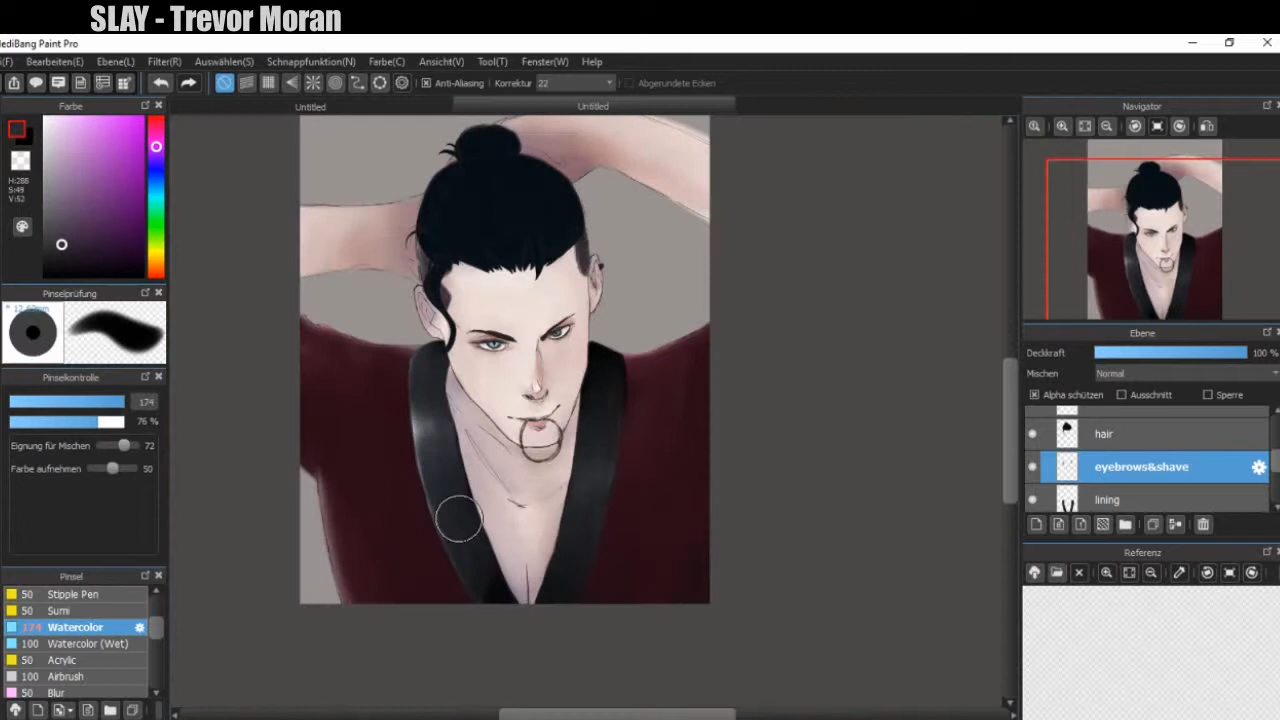 SLAY - Trevor Moran
ediBang Paint Pro
i(F) Bearbeiten(E) Ebene(L) Filter(R) Auswählen(S) Schnappfunktion(N) Farbe(C) Ansicht(V) Tool(T) Fenster(W) Help
Anti-Aliasing Korrektur 22 Abgerundete Ecken
Farbe
Untitled
Untitled
Navigator
H:288
S:49
V:52
Pinselprüfung
Pinselkontrolle
174
76 %
Eignung für Mischen 72
Farbe aufnehmen 50
Pinsel
50 Stipple Pen
50 Sumi
174 Watercolor
100 Watercolor (Wet)
50 Acrylic
100 Airbrush
50 Blur
Ebene
Deckkraft 100 %
Mischen Normal
Alpha schützen Ausschnitt Sperre
hair
eyebrows&shave
lining
Referenz